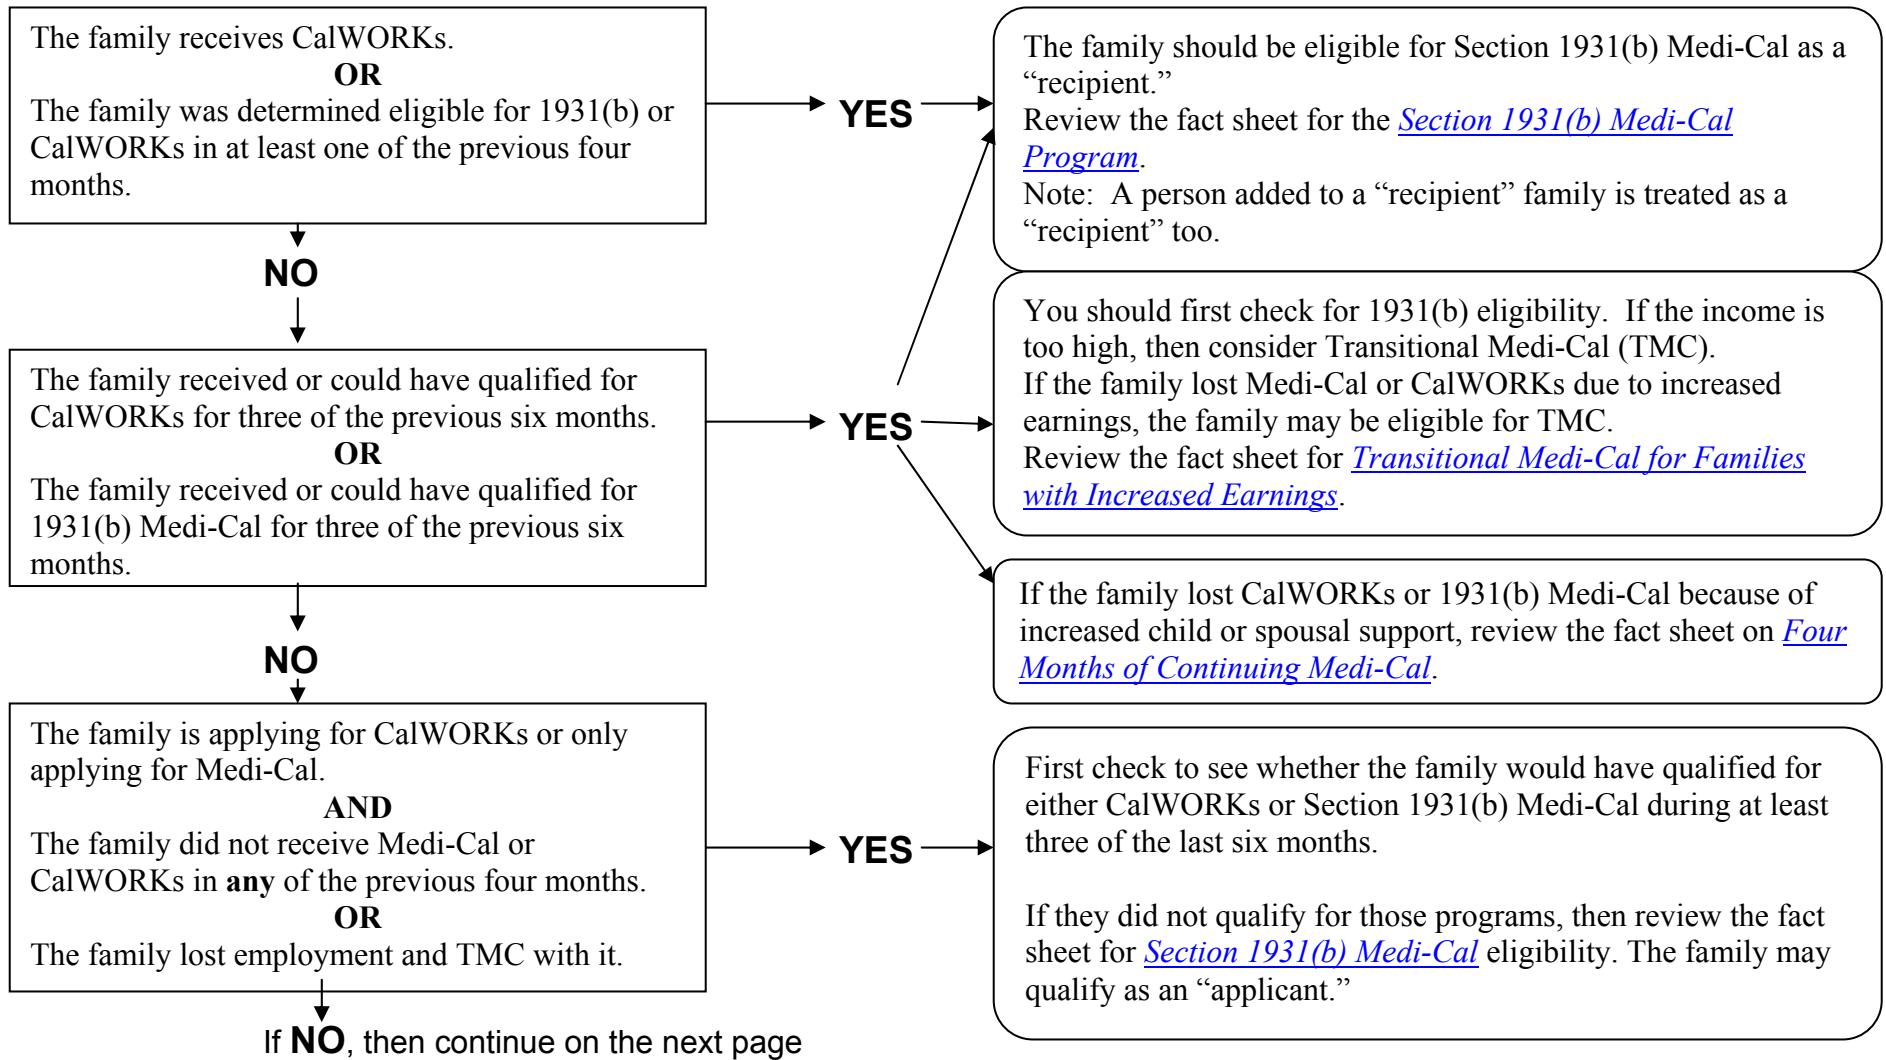 The family receives CalWORKs.
OR
The family was determined eligible for 1931(b) or
CalWORKs in at least one of the previous four
months.
YES
The family should be eligible for Section 1931(b) Medi-Cal as a
“recipient.”
Review the fact sheet for the Section 1931(b) Medi-Cal
Program.
Note:  A person added to a “recipient” family is treated as a
“recipient” too.
NO
The family received or could have qualified for
CalWORKs for three of the previous six months.
OR
The family received or could have qualified for
1931(b) Medi-Cal for three of the previous six
months.
YES
You should first check for 1931(b) eligibility.  If the income is
too high, then consider Transitional Medi-Cal (TMC).
If the family lost Medi-Cal or CalWORKs due to increased
earnings, the family may be eligible for TMC.
Review the fact sheet for Transitional Medi-Cal for Families
with Increased Earnings.
If the family lost CalWORKs or 1931(b) Medi-Cal because of
increased child or spousal support, review the fact sheet on Four
Months of Continuing Medi-Cal.
NO
The family is applying for CalWORKs or only
applying for Medi-Cal.
AND
The family did not receive Medi-Cal or
CalWORKs in any of the previous four months.
OR
The family lost employment and TMC with it.
YES
First check to see whether the family would have qualified for
either CalWORKs or Section 1931(b) Medi-Cal during at least
three of the last six months.
If they did not qualify for those programs, then review the fact
sheet for Section 1931(b) Medi-Cal eligibility. The family may
qualify as an “applicant.”
If NO, then continue on the next page